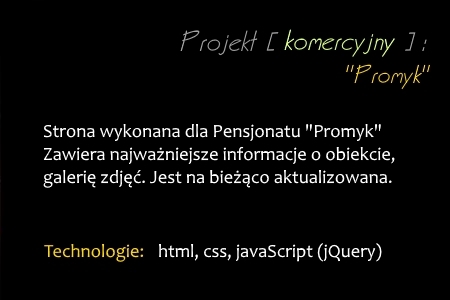 Projekt [ komercyjny ] :
"Promyk"
Strona wykonana dla Pensjonatu "Promyk"
Zawiera najważniejsze informacje o obiekcie,
galerię zdjęć. Jest na bieżąco aktualizowana.
Technologie: html, css, javaScript (jQuery)